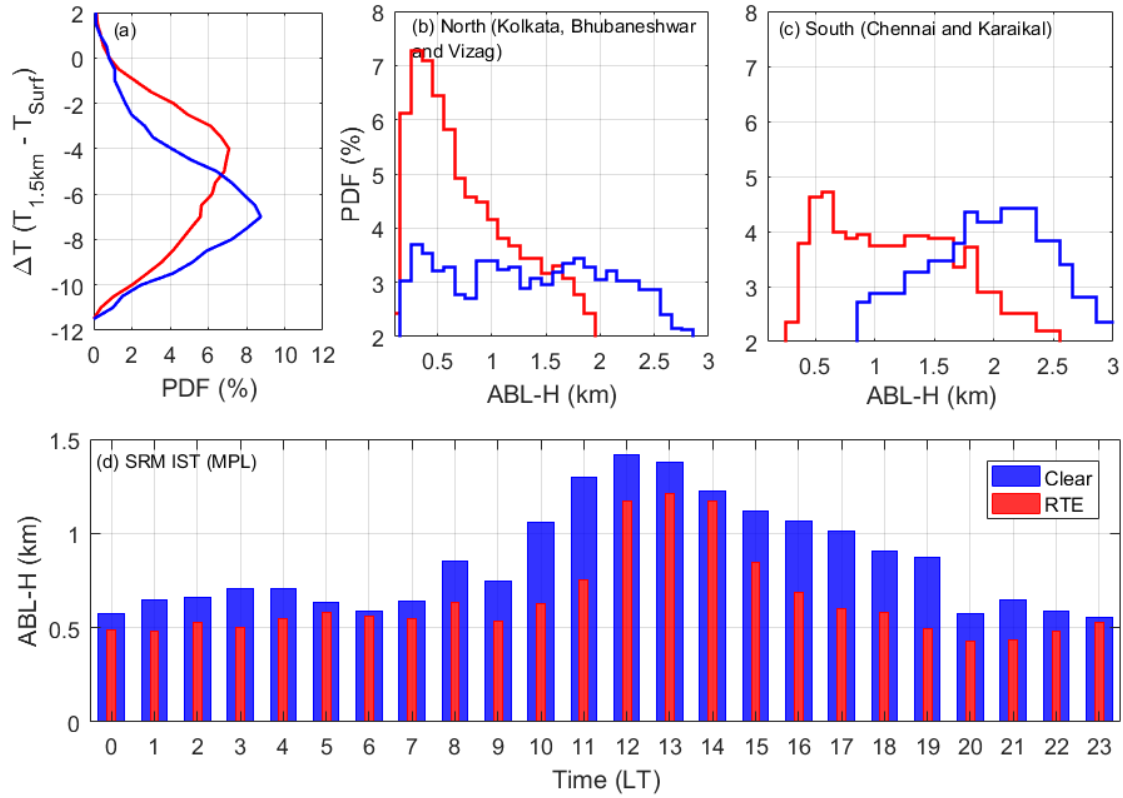 (a)
2
0
-2
-4
-6
-8
-10
-12
ΔT (T1.5km - TSurf)
0 2 4 6 8 10 12
PDF (%)
(b) North (Kolkata, Bhubaneshwar
and Vizag)
8
7
6
5
4
3
2
PDF (%)
0.5 1 1.5 2 2.5 3
ABL-H (km)
(c) South (Chennai and Karaikal)
8
7
6
5
4
3
2
0.5 1 1.5 2 2.5 3
ABL-H (km)
(d) SRM IST (MPL)
1.5
1
0.5
0
ABL-H (km)
Clear
RTE
0 1 2 3 4 5 6 7 8 9 10 11 12 13 14 15 16 17 18 19 20 21 22 23
Time (LT)